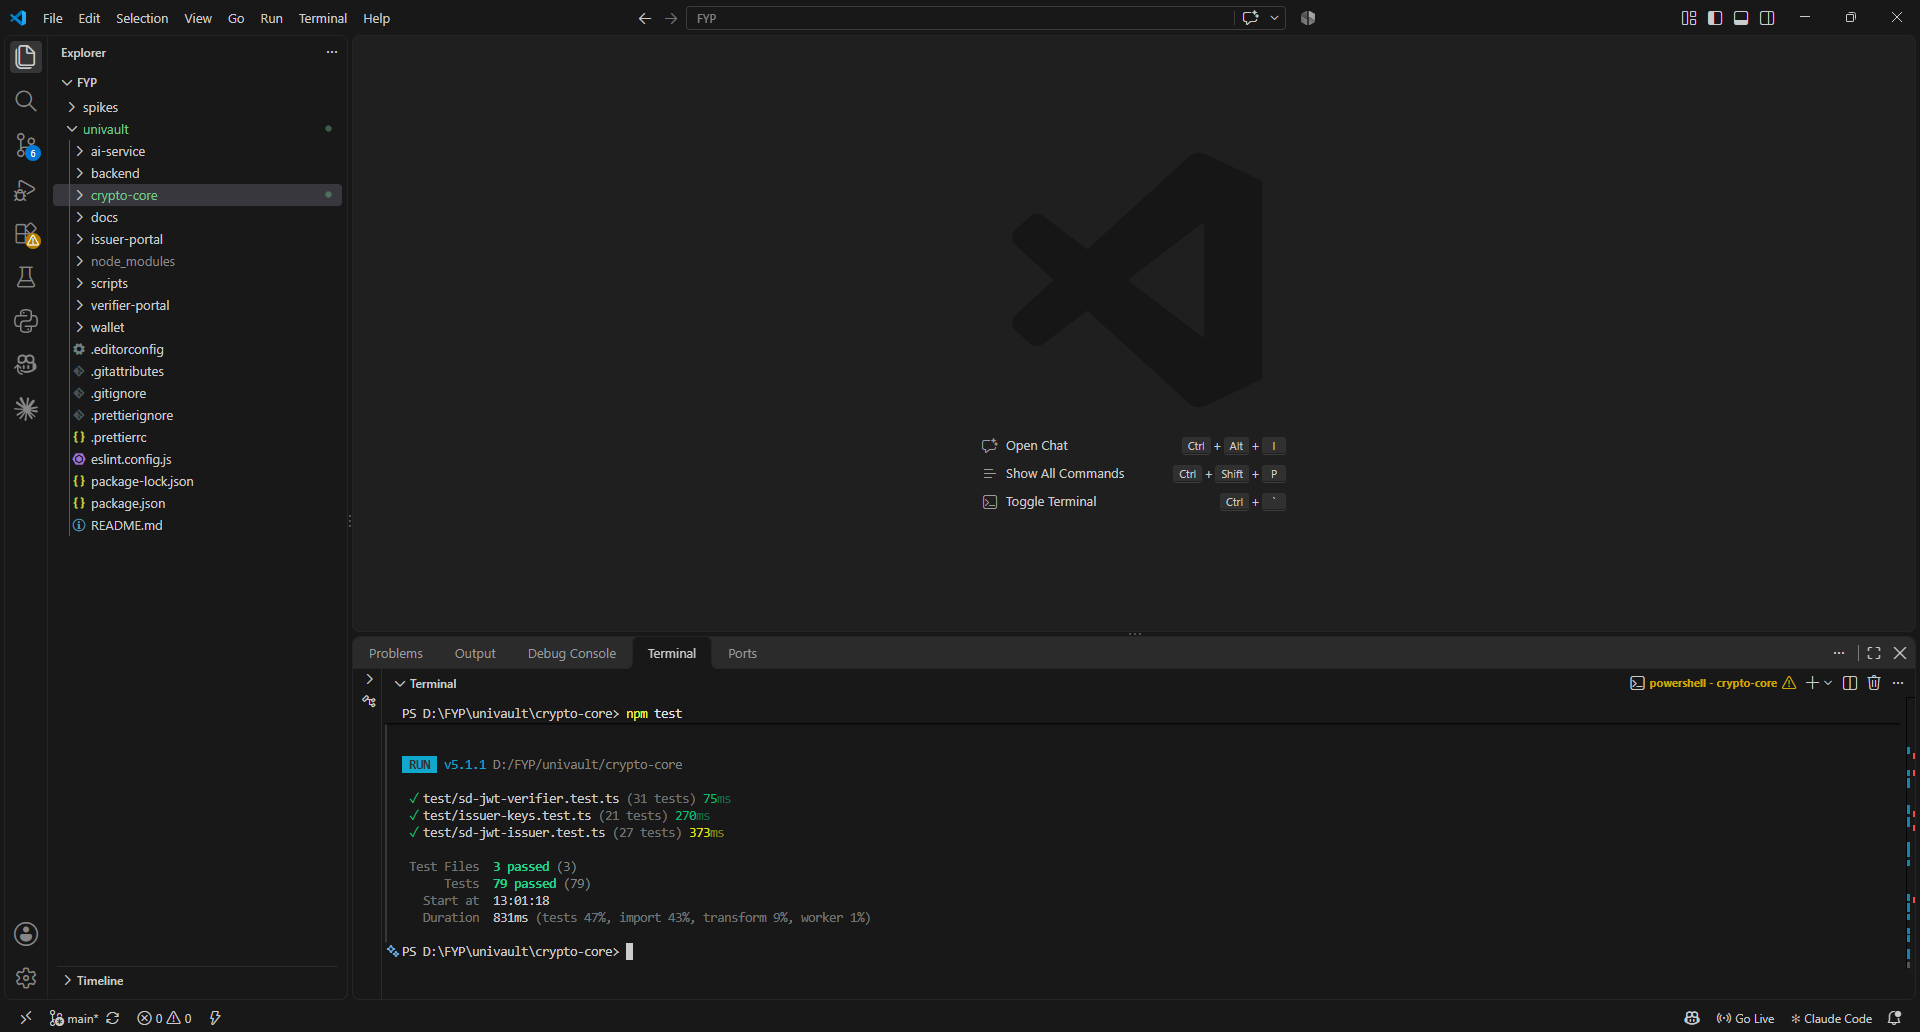 File Edit Selection View Go Run Terminal Help
FYP
Explorer
FYP
spikes
univault
ai-service
backend
crypto-core
docs
issuer-portal
node_modules
scripts
verifier-portal
wallet
.editorconfig
.gitattributes
.gitignore
.prettierignore
.prettierrc
eslint.config.js
package-lock.json
package.json
README.md
6
Timeline
Open Chat Ctrl + Alt + I
Show All Commands Ctrl + Shift + P
Toggle Terminal Ctrl + `
Problems Output Debug Console Terminal Ports
Terminal
powershell - crypto-core
PS D:\FYP\univault\crypto-core> npm test
RUN v5.1.1 D:/FYP/univault/crypto-core
✓ test/sd-jwt-verifier.test.ts (31 tests) 75ms
✓ test/issuer-keys.test.ts (21 tests) 270ms
✓ test/sd-jwt-issuer.test.ts (27 tests) 373ms
Test Files 3 passed (3)
Tests 79 passed (79)
Start at 13:01:18
Duration 831ms (tests 47%, import 43%, transform 9%, worker 1%)
PS D:\FYP\univault\crypto-core>
main* 0 0
Go Live Claude Code